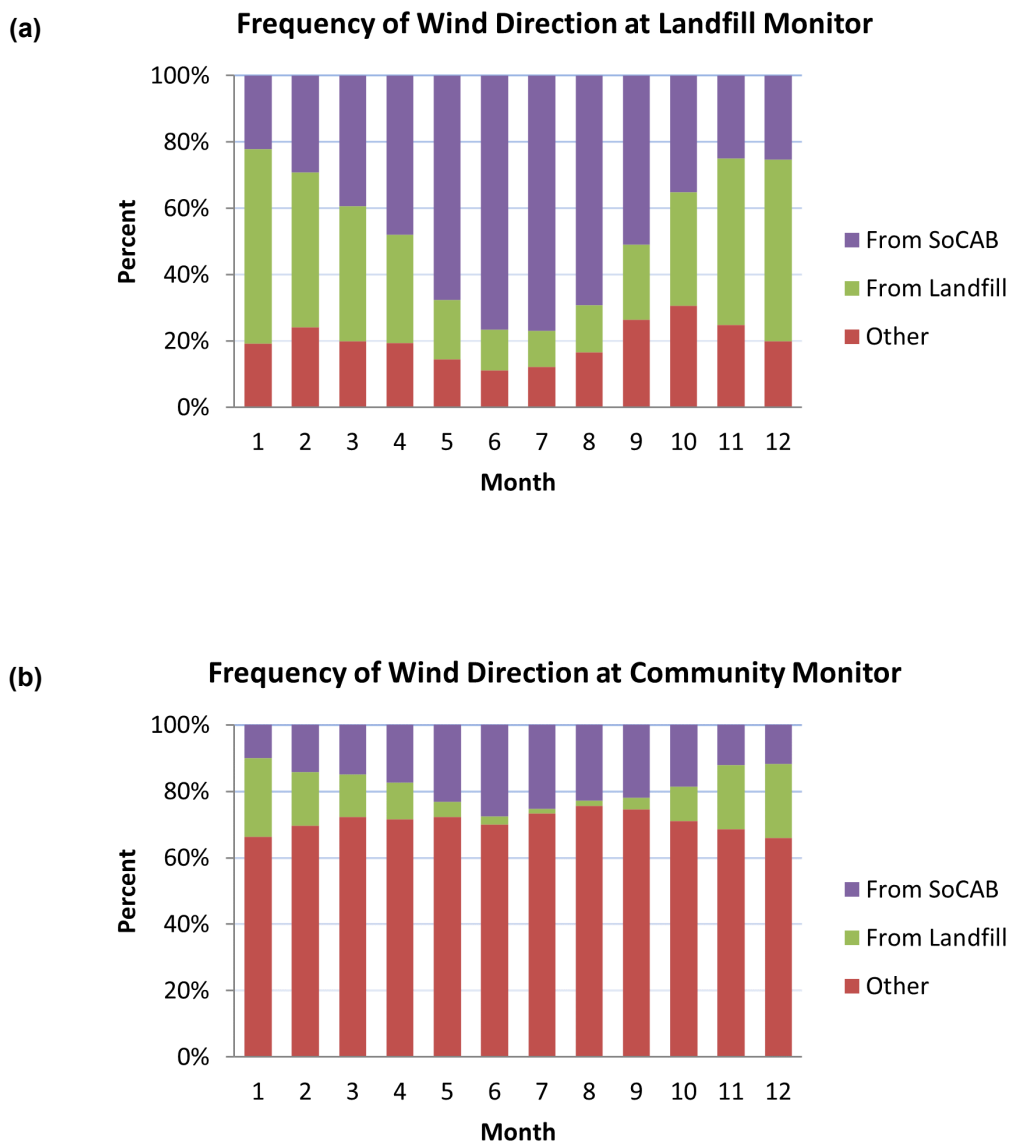 (a)
Frequency of Wind Direction at Landfill Monitor
100%
80%
60%
40%
20%
0%
Percent
1 2 3 4 5 6 7 8 9 10 11 12
Month
From SoCAB
From Landfill
Other
(b)
Frequency of Wind Direction at Community Monitor
100%
80%
60%
40%
20%
0%
Percent
1 2 3 4 5 6 7 8 9 10 11 12
Month
From SoCAB
From Landfill
Other